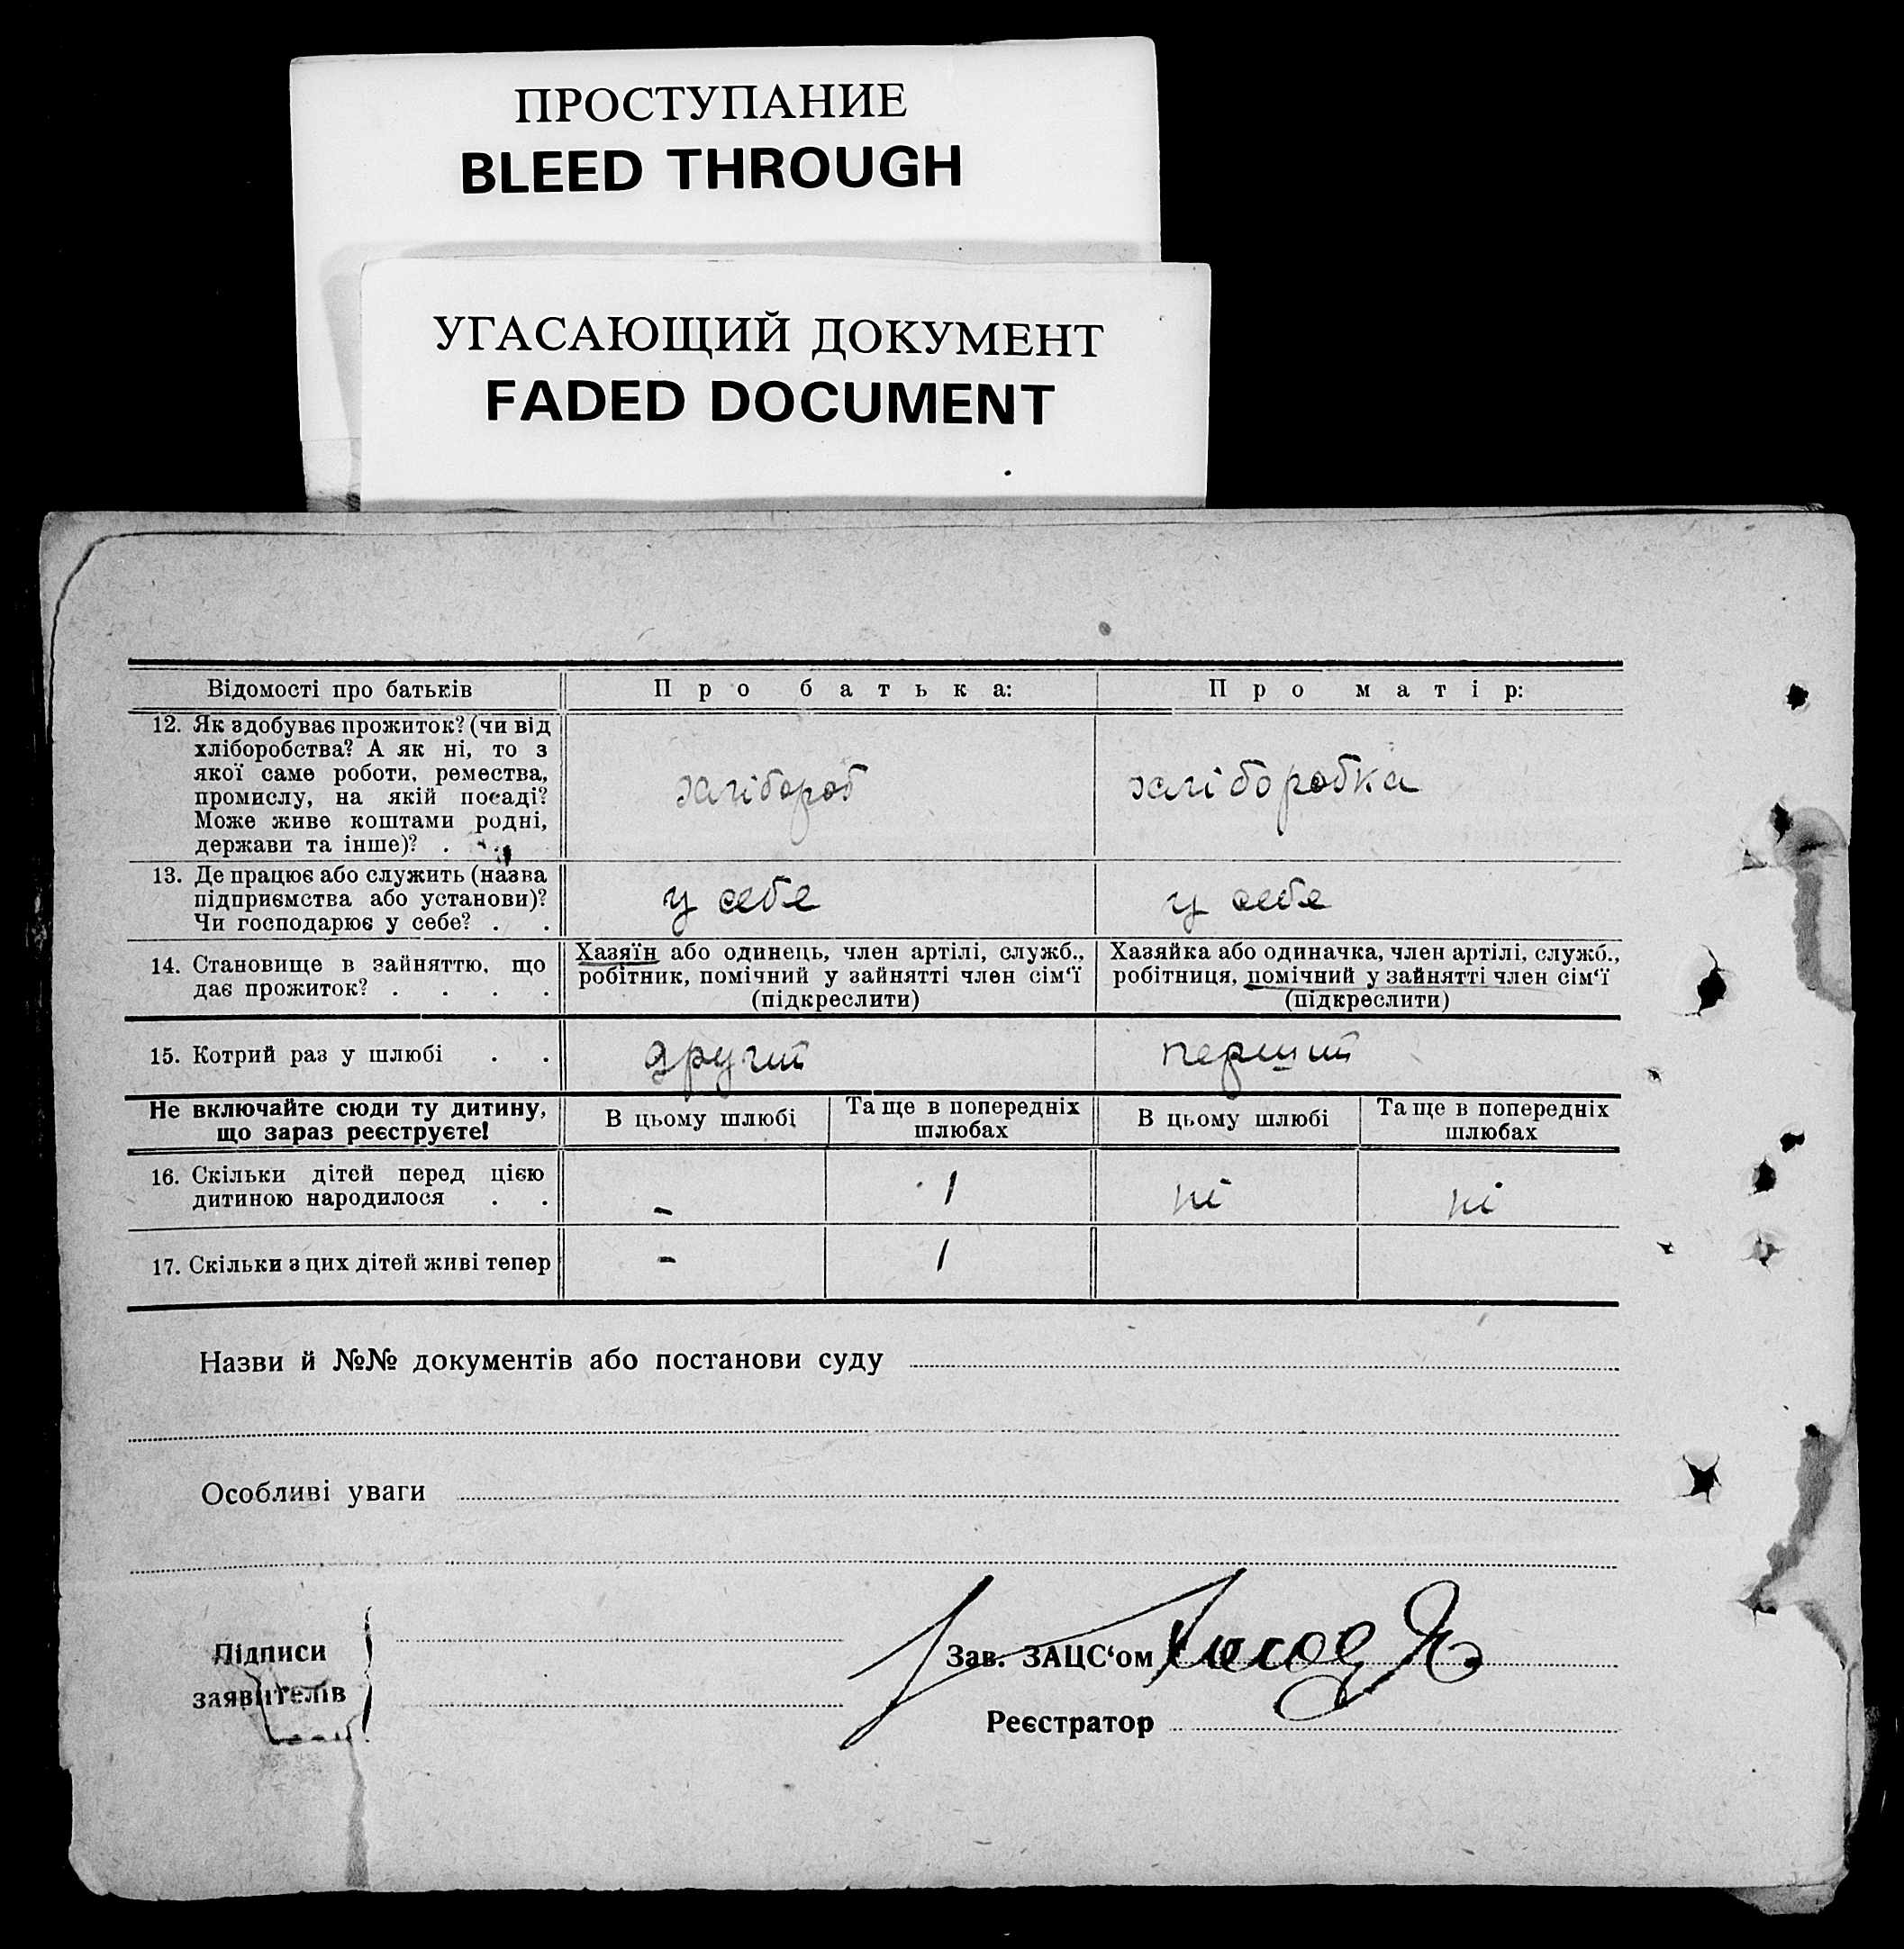 ПРОСТУПАНИЕ
BLEED THROUGH
УГАСАЮЩИЙ ДОКУМЕНТ
FADED DOCUMENT
Відомості про батьків
Про батька:
Про матір:
12. Як здобуває прожиток? (чи від
хліборобства? А як ні, то з
якої саме роботи, ремества,
промислу, на якій посаді?
Може живе коштами родні,
держави та інше)? . . .
хлібороб
хліборобка
13. Де працює або служить (назва
підприємства або установи)?
Чи господарює у себе? . .
у себе
у себе
14. Становище в зайняттю, що
дає прожиток? . . . .
Хазяїн або одинець, член артілі, служб.,
робітник, помічний у зайнятті член сім'ї
(підкреслити)
Хазяйка або одиначка, член артілі, служб.,
робітниця, помічний у зайнятті член сім'ї
(підкреслити)
15. Котрий раз у шлюбі . .
другий
перший
Не включайте сюди ту дитину,
що зараз реєструєте!
В цьому шлюбі
Та ще в попередніх
шлюбах
В цьому шлюбі
Та ще в попередніх
шлюбах
16. Скільки дітей перед цією
дитиною народилося . .
-
1
ні
ні
17. Скільки з цих дітей живі тепер
-
1
Назви й №№ документів або постанови суду
Особливі уваги
Підписи
заявителів
Зав. ЗАЦС'ом
Реєстратор